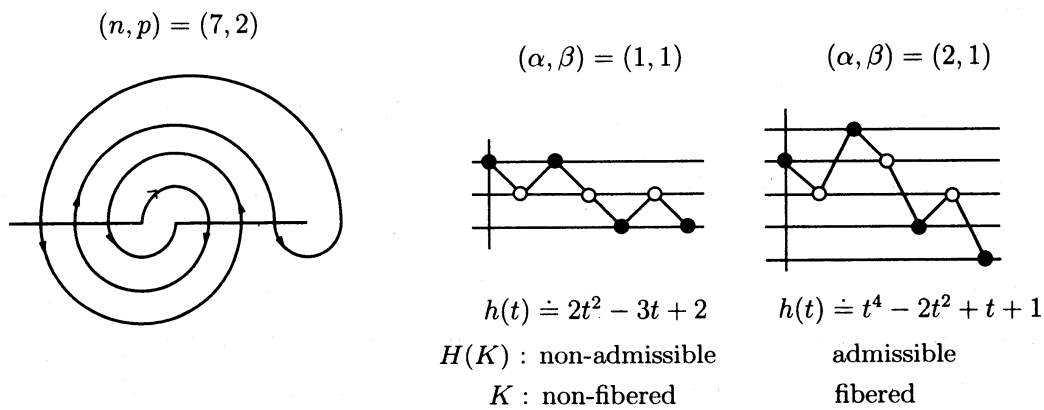 (n, p) = (7, 2)
(α, β) = (1, 1)
(α, β) = (2, 1)
h(t) ≐ 2t² − 3t + 2
h(t) ≐ t⁴ − 2t² + t + 1
H(K) : non-admissible
admissible
K : non-fibered
fibered